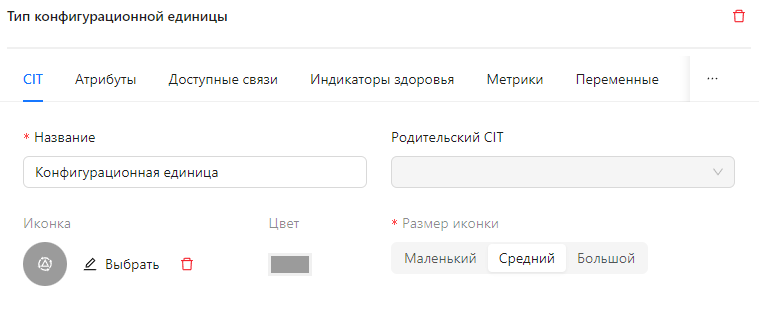 Тип конфигурационной единицы
CIT Атрибуты Доступные связи Индикаторы здоровья Метрики Переменные ...
* Название
Родительский CIT
Конфигурационная единица
Иконка
Цвет
* Размер иконки
Выбрать
Маленький Средний Большой